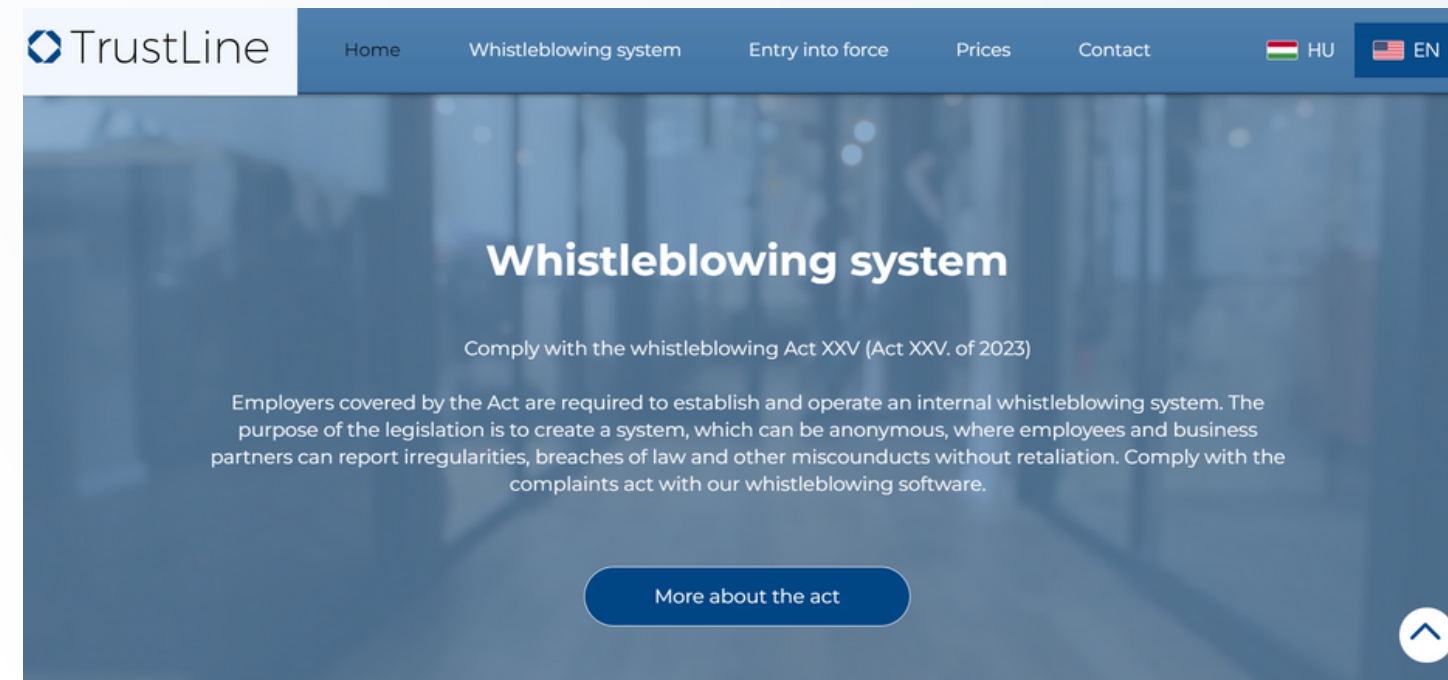 TrustLine
Home
Whistleblowing system
Entry into force
Prices
Contact
HU
EN
Whistleblowing system
Comply with the whistleblowing Act XXV (Act XXV. of 2023)
Employers covered by the Act are required to establish and operate an internal whistleblowing system. The
purpose of the legislation is to create a system, which can be anonymous, where employees and business
partners can report irregularities, breaches of law and other miscounducts without retaliation. Comply with the
complaints act with our whistleblowing software.
More about the act